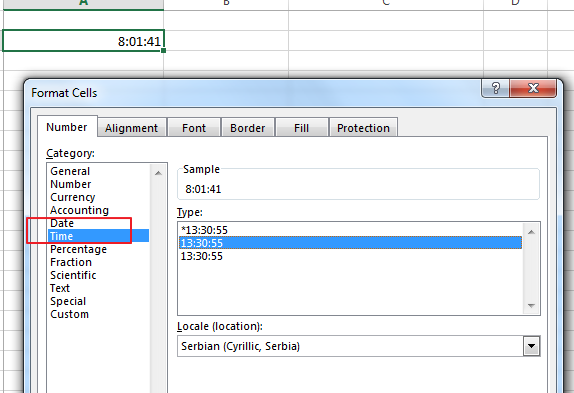 A B C D
8:01:41
Format Cells
?
Number Alignment Font Border Fill Protection
Category:
General
Number
Currency
Accounting
Date
Time
Percentage
Fraction
Scientific
Text
Special
Custom
Sample
8:01:41
Type:
*13:30:55
13:30:55
13:30:55
Locale (location):
Serbian (Cyrillic, Serbia)